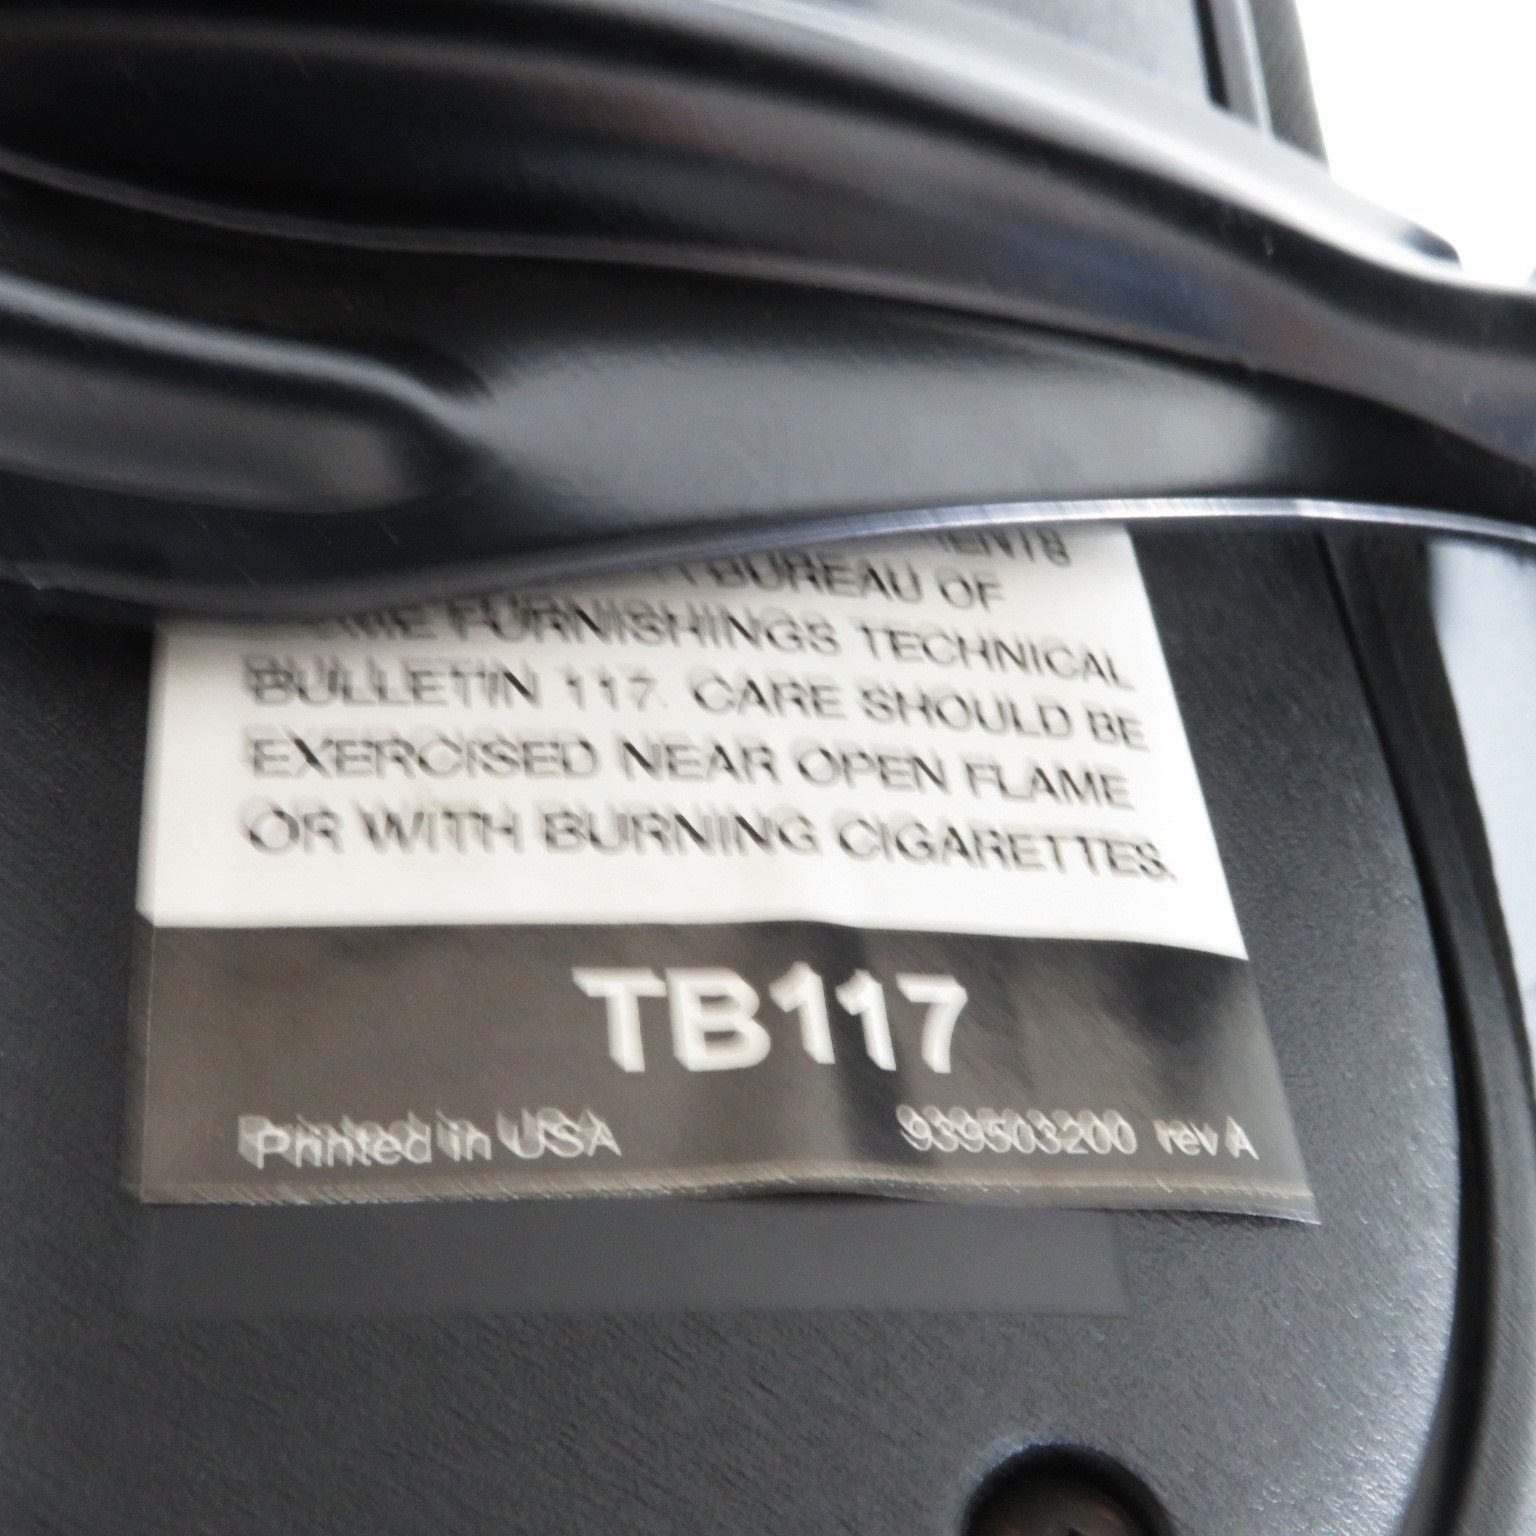 BUREAU OF
FURNISHINGS TECHNICAL
BULLETIN 117. CARE SHOULD BE
EXERCISED NEAR OPEN FLAME
OR WITH BURNING CIGARETTES.
TB117
Printed in USA
939503200 rev A